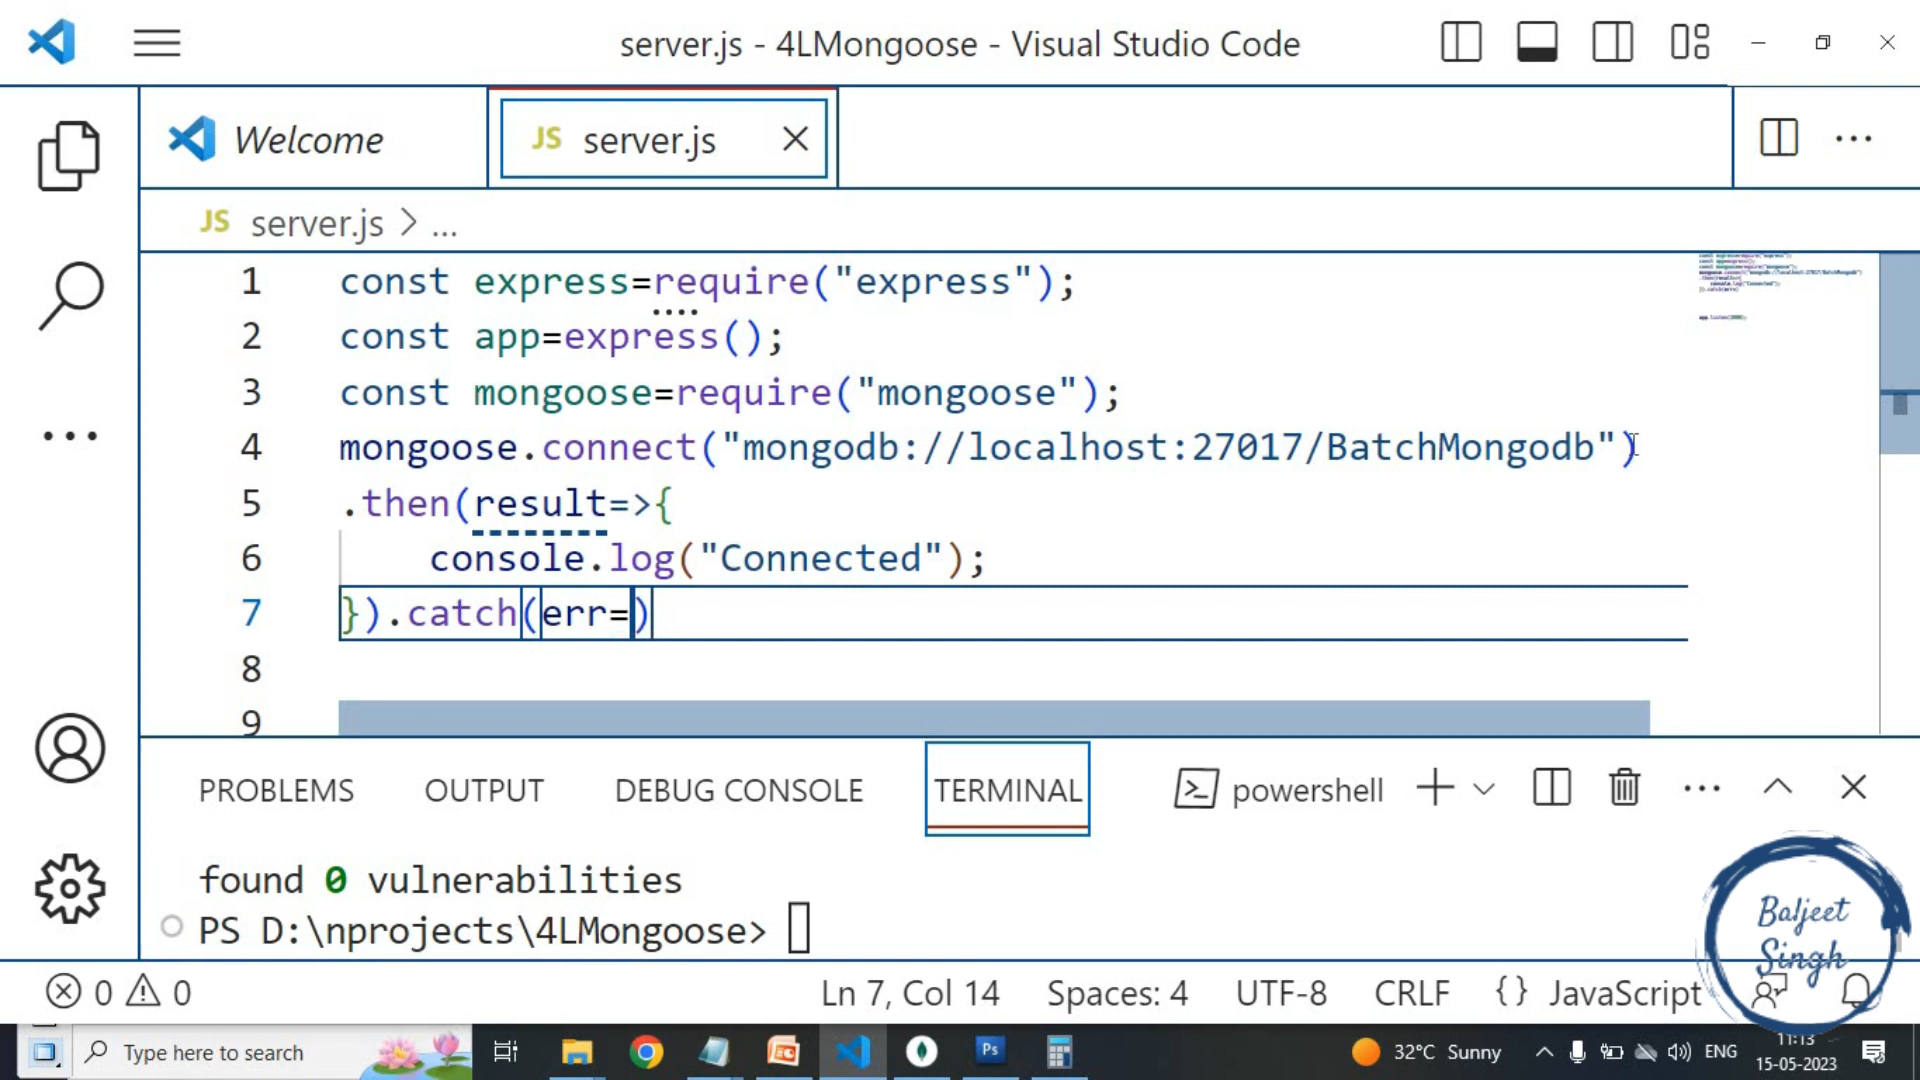 server.js - 4LMongoose - Visual Studio Code
Welcome
JS server.js
JS server.js > ...
1 const express=require("express");
2 const app=express();
3 const mongoose=require("mongoose");
4 mongoose.connect("mongodb://localhost:27017/BatchMongodb")
5 .then(result=>{
6 console.log("Connected");
7 }).catch(err=)
8
9
PROBLEMS OUTPUT DEBUG CONSOLE TERMINAL powershell
found 0 vulnerabilities
PS D:\nprojects\4LMongoose>
Baljeet
Singh
0 0 Ln 7, Col 14 Spaces: 4 UTF-8 CRLF {} JavaScript
Type here to search Ps 32°C Sunny ENG 11:13
15-05-2023